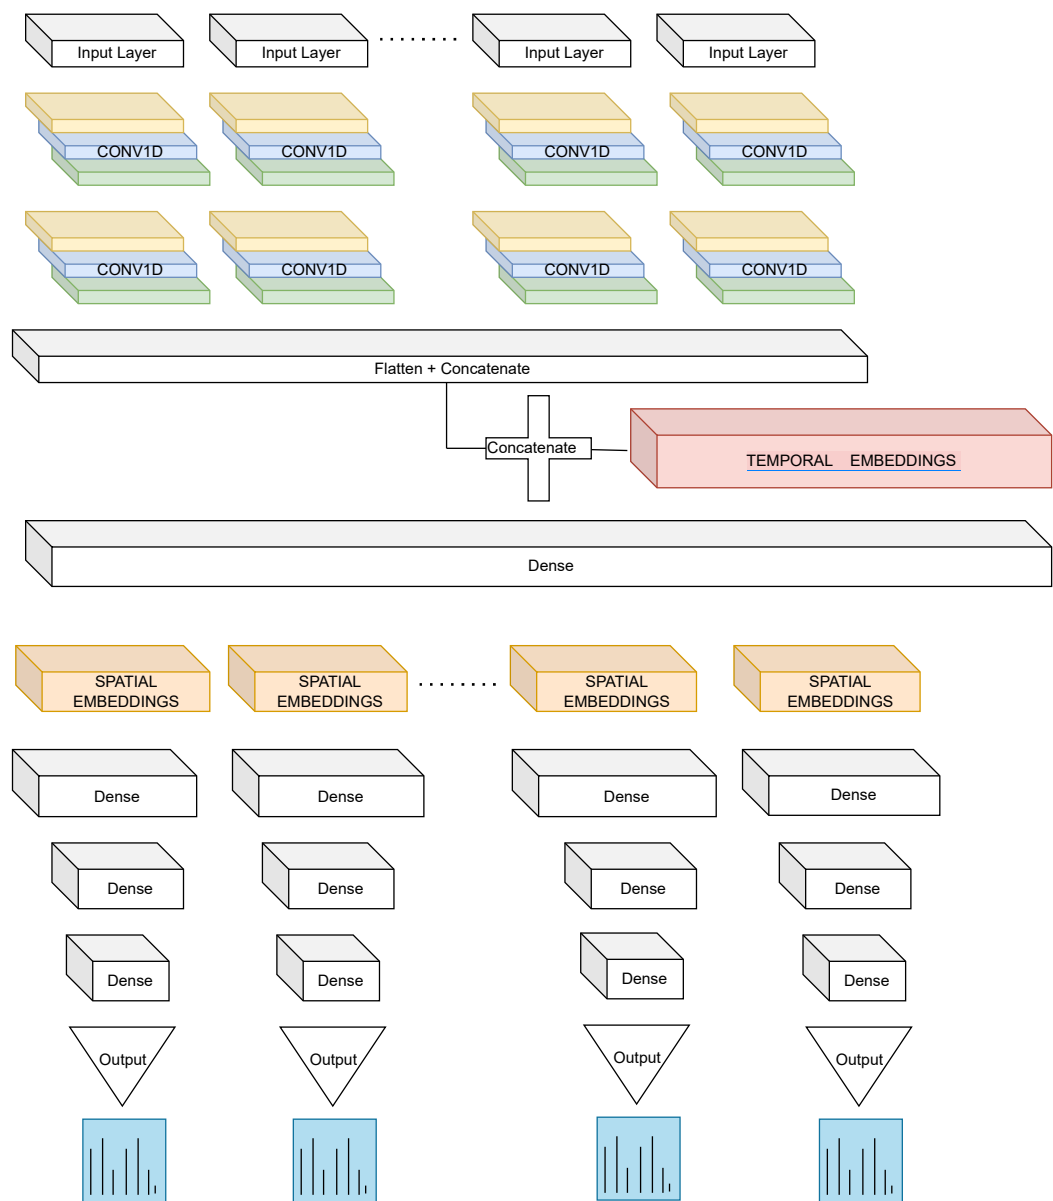 Input Layer
Input Layer
Input Layer
Input Layer
CONV1D
CONV1D
CONV1D
CONV1D
CONV1D
CONV1D
CONV1D
CONV1D
Flatten + Concatenate
Concatenate
TEMPORAL EMBEDDINGS
Dense
SPATIAL
EMBEDDINGS
SPATIAL
EMBEDDINGS
SPATIAL
EMBEDDINGS
SPATIAL
EMBEDDINGS
Dense
Dense
Dense
Dense
Dense
Dense
Dense
Dense
Dense
Dense
Dense
Dense
Output
Output
Output
Output